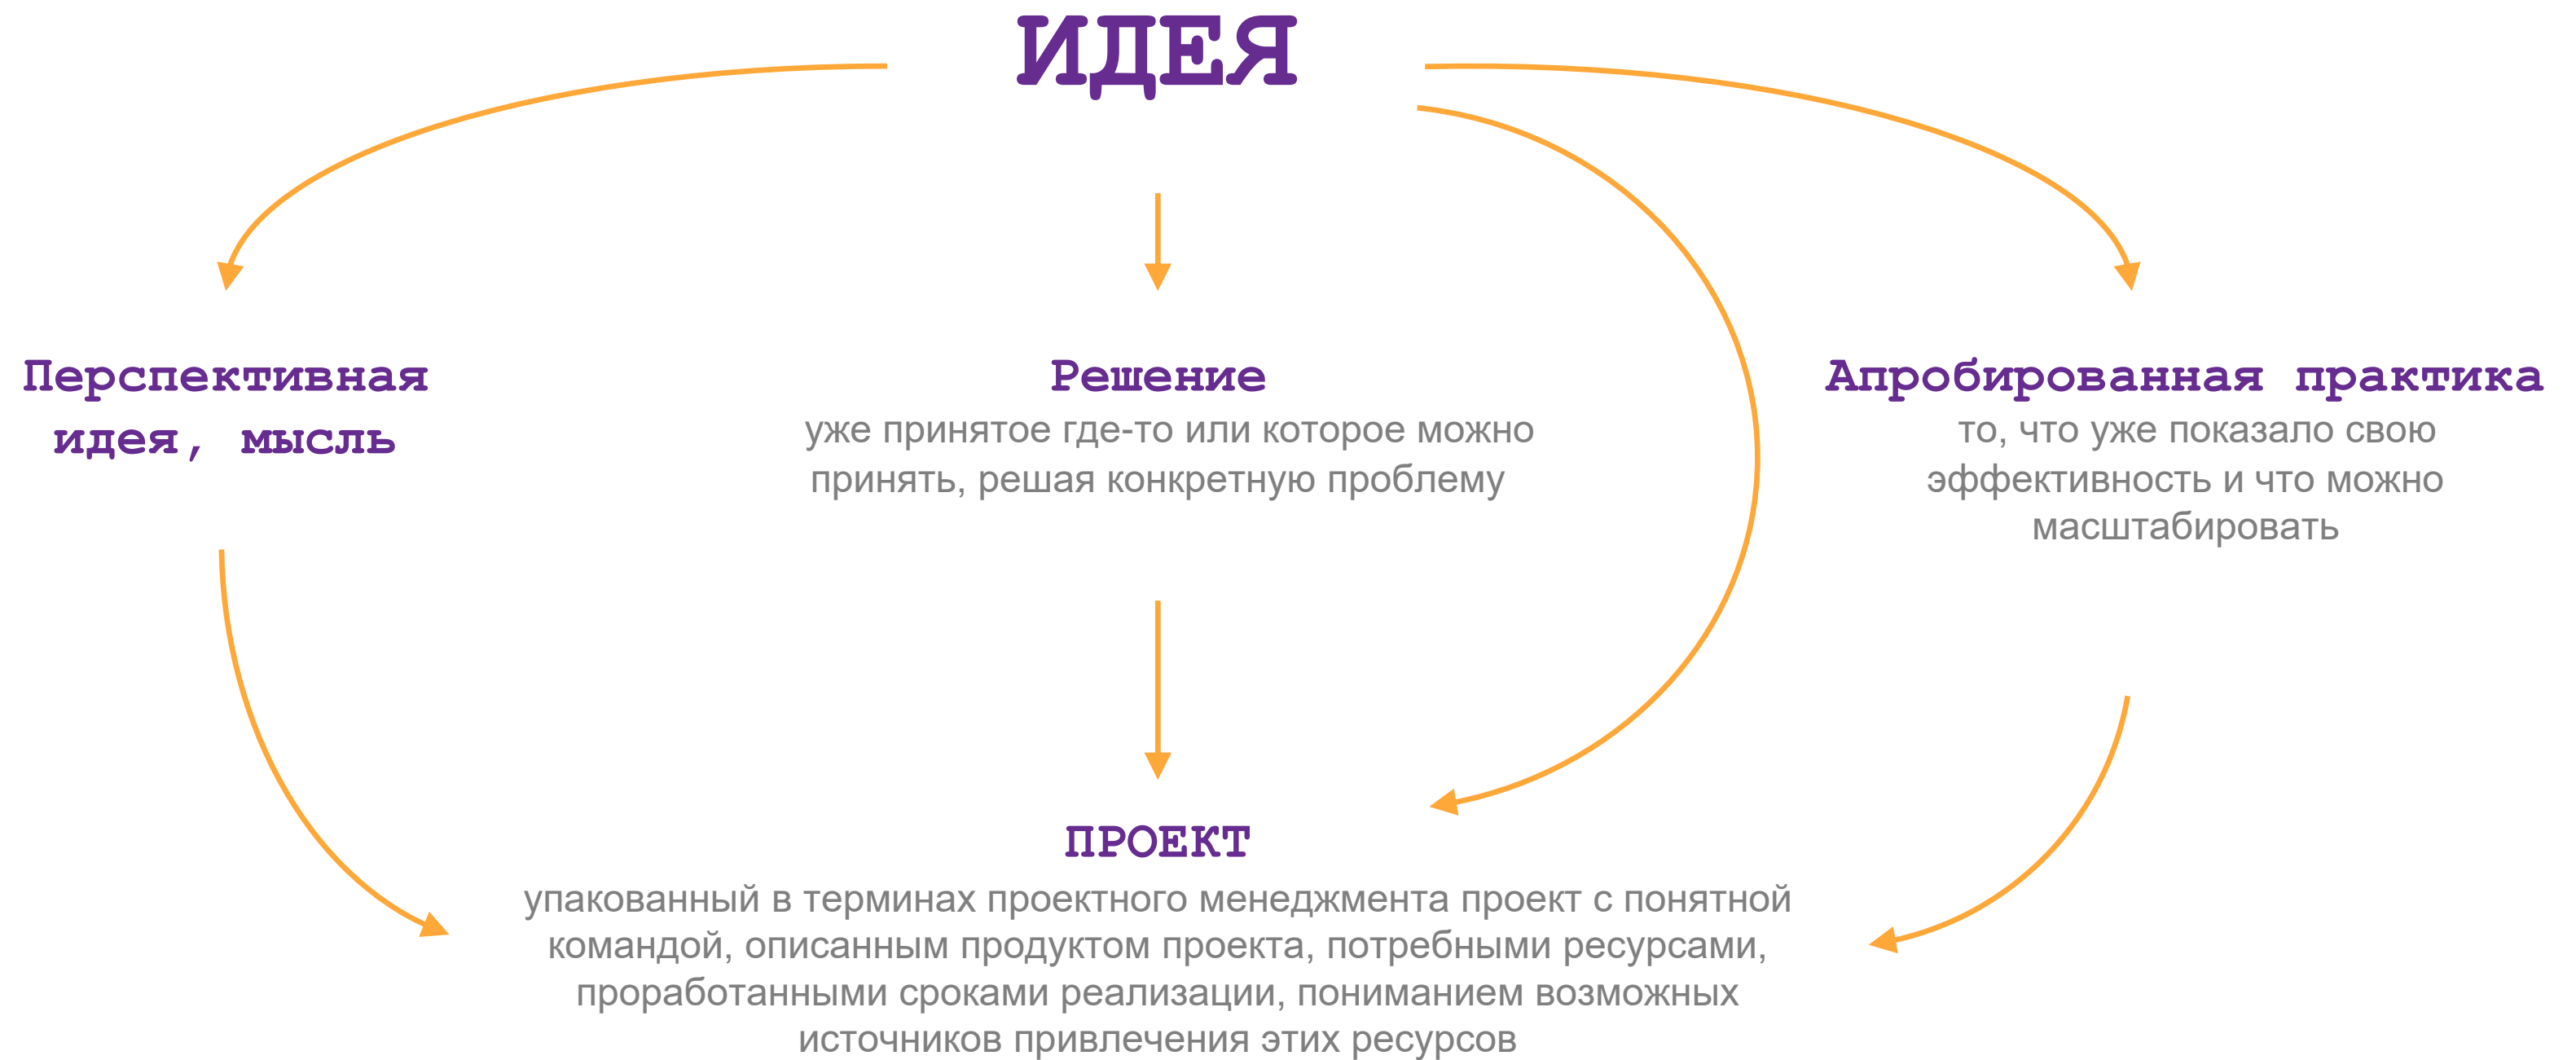 ИДЕЯ
Перспективная
идея, мысль
Решение
уже принятое где-то или которое можно
принять, решая конкретную проблему
Апробированная практика
то, что уже показало свою
эффективность и что можно
масштабировать
ПРОЕКТ
упакованный в терминах проектного менеджмента проект с понятной
командой, описанным продуктом проекта, потребными ресурсами,
проработанными сроками реализации, пониманием возможных
источников привлечения этих ресурсов